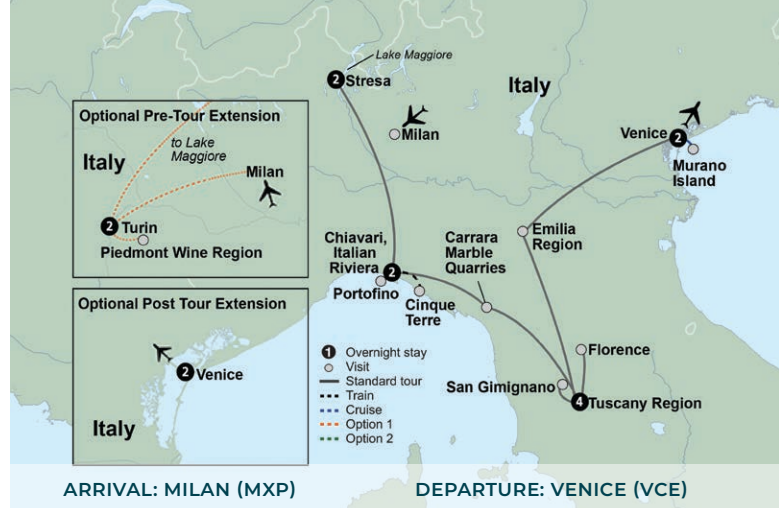 Lake Maggiore
2 Stresa
Italy
Milan
Venice
2
Murano
Island
Emilia
Region
Chiavari,
Italian
Riviera
2
Portofino
Cinque
Terre
Carrara
Marble
Quarries
Florence
San Gimignano
4 Tuscany Region
Optional Pre-Tour Extension
to Lake
Maggiore
Italy
Milan
2 Turin
Piedmont Wine Region
Optional Post Tour Extension
2 Venice
Italy
1 Overnight stay
Visit
Standard tour
Train
Cruise
Option 1
Option 2
ARRIVAL: MILAN (MXP)
DEPARTURE: VENICE (VCE)